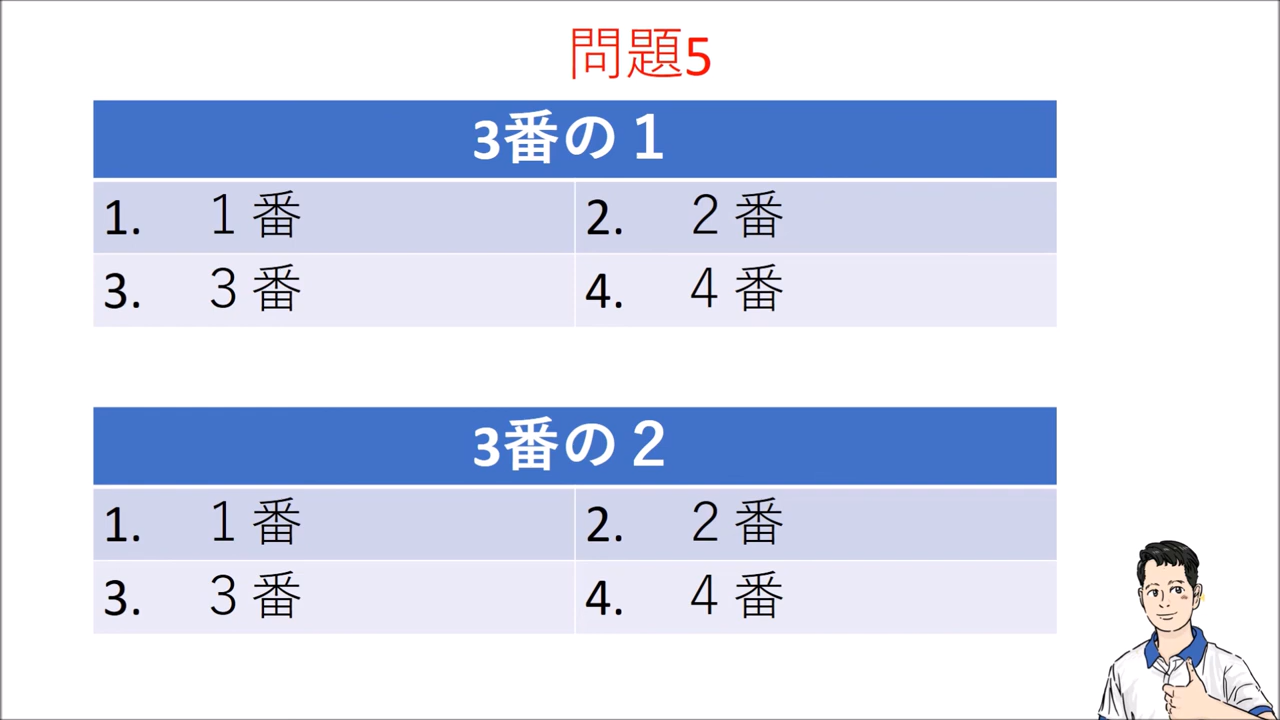 問題5
3番の１
1. １番 2. ２番
3. ３番 4. ４番
3番の２
1. １番 2. ２番
3. ３番 4. ４番